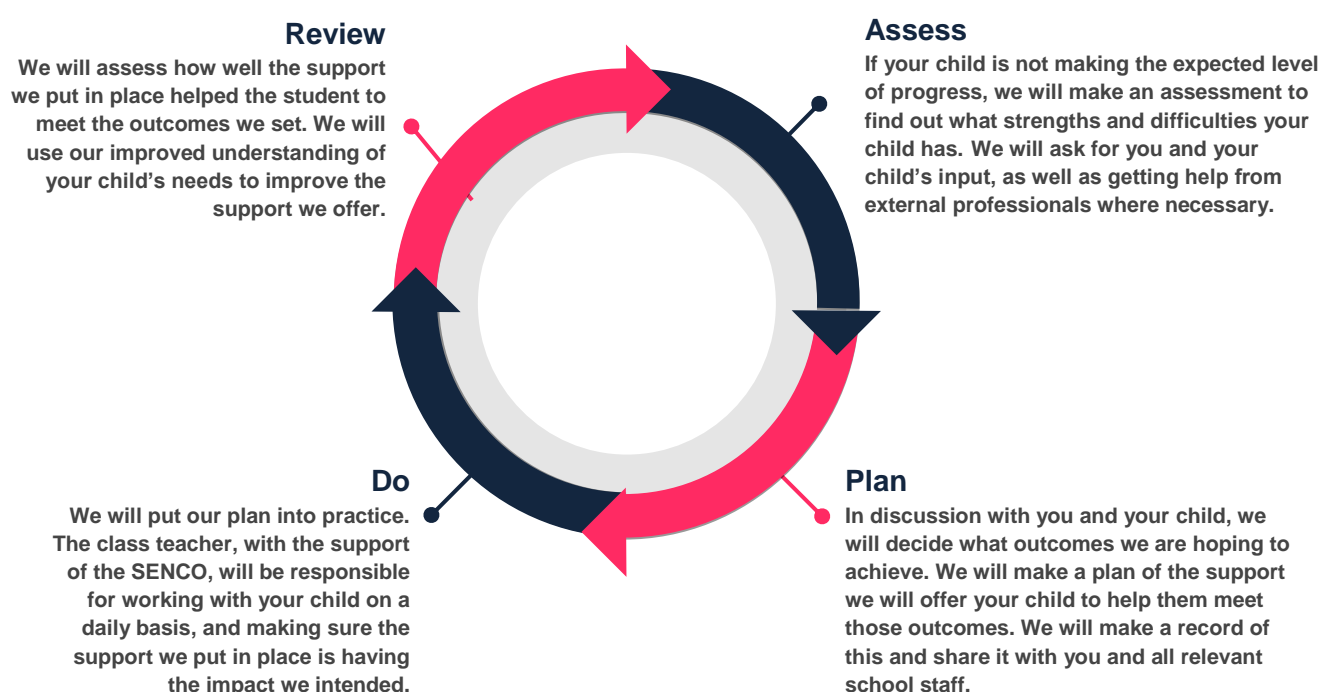 Review
We will assess how well the support
we put in place helped the student to
meet the outcomes we set. We will
use our improved understanding of
your child’s needs to improve the
support we offer.
Assess
If your child is not making the expected level
of progress, we will make an assessment to
find out what strengths and difficulties your
child has. We will ask for you and your
child’s input, as well as getting help from
external professionals where necessary.
Do
We will put our plan into practice.
The class teacher, with the support
of the SENCO, will be responsible
for working with your child on a
daily basis, and making sure the
support we put in place is having
the impact we intended.
Plan
In discussion with you and your child, we
will decide what outcomes we are hoping to
achieve. We will make a plan of the support
we will offer your child to help them meet
those outcomes. We will make a record of
this and share it with you and all relevant
school staff.